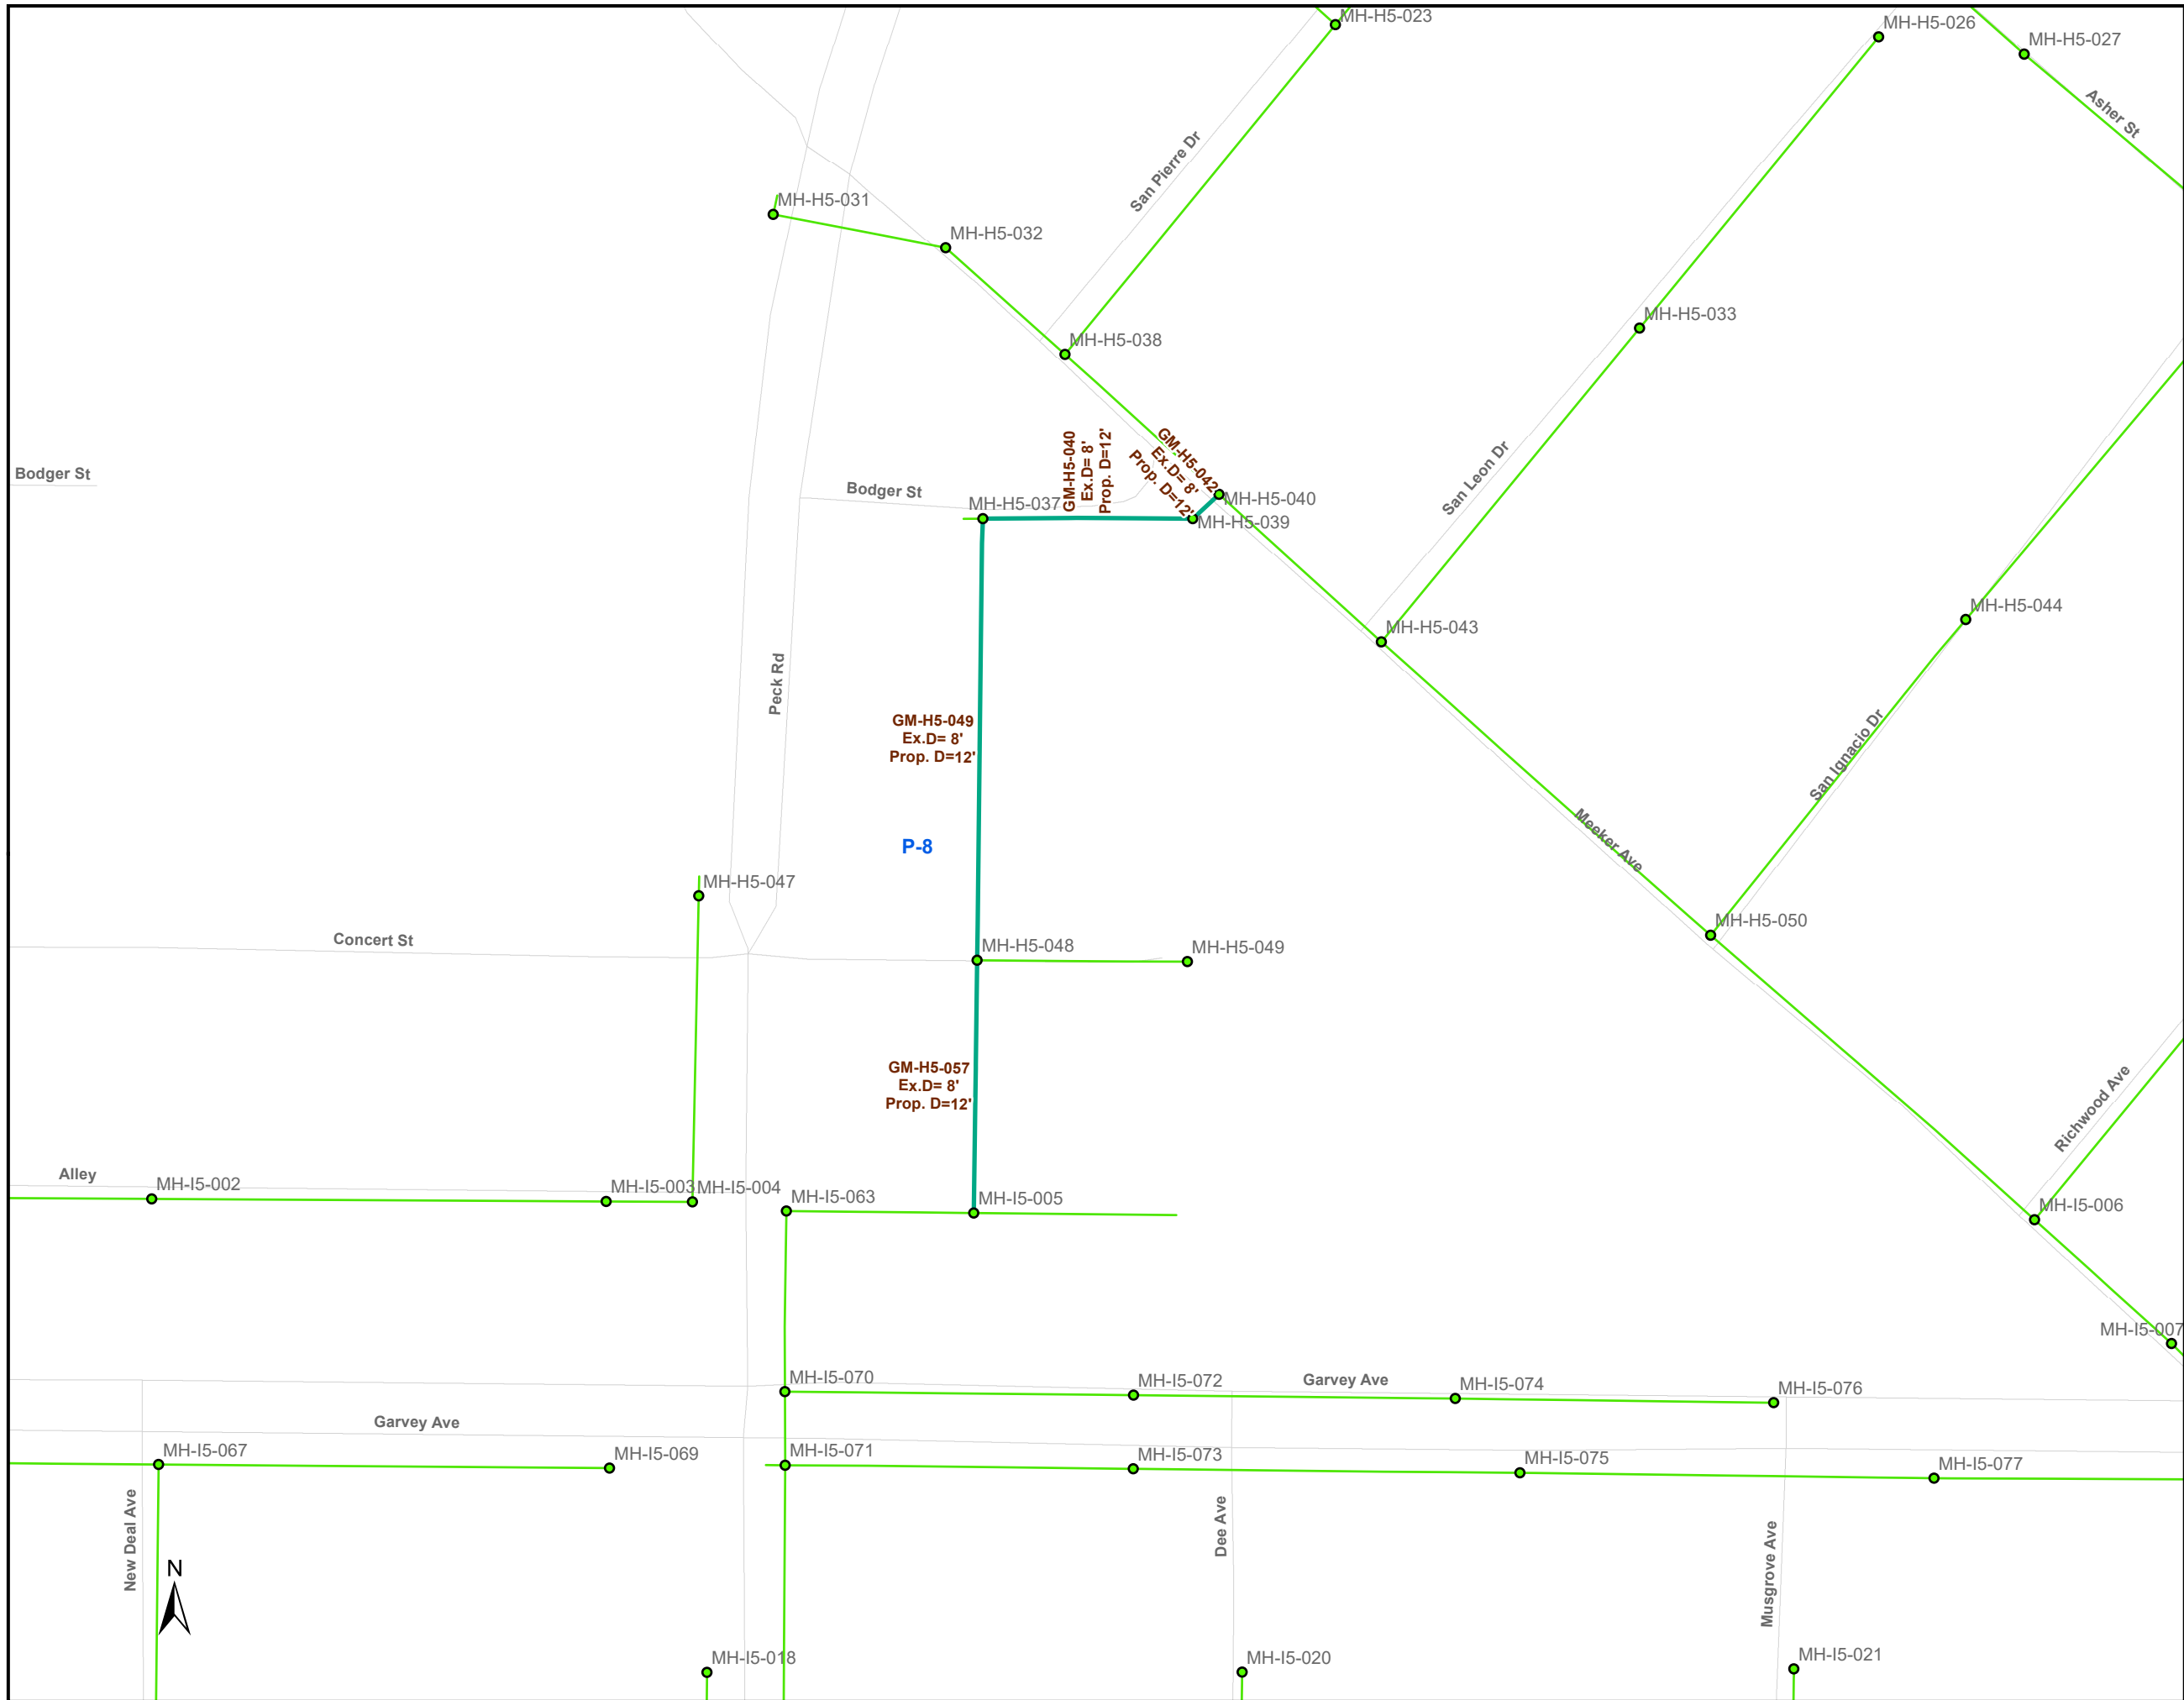 MH-H5-023
MH-H5-026
MH-H5-027
Asher St
San Pierre Dr
MH-H5-031
MH-H5-032
MH-H5-033
MH-H5-038
GM-H5-040
Ex.D= 8'
Prop. D=12'
GM-H5-042
Ex.D= 8'
Prop. D=12'
San Leon Dr
Bodger St
Bodger St
MH-H5-037
MH-H5-040
MH-H5-039
MH-H5-044
MH-H5-043
Peck Rd
GM-H5-049
Ex.D= 8'
Prop. D=12'
San Ignacio Dr
P-8
Meeker Ave
MH-H5-047
MH-H5-050
Concert St
MH-H5-048
MH-H5-049
GM-H5-057
Ex.D= 8'
Prop. D=12'
Richwood Ave
Alley
MH-I5-002
MH-I5-003
MH-I5-004
MH-I5-063
MH-I5-005
MH-I5-006
MH-I5-007
MH-I5-070
MH-I5-072
Garvey Ave
MH-I5-074
MH-I5-076
Garvey Ave
MH-I5-067
MH-I5-069
MH-I5-071
MH-I5-073
MH-I5-075
MH-I5-077
New Deal Ave
Dee Ave
Musgrove Ave
N
MH-I5-018
MH-I5-020
MH-I5-021